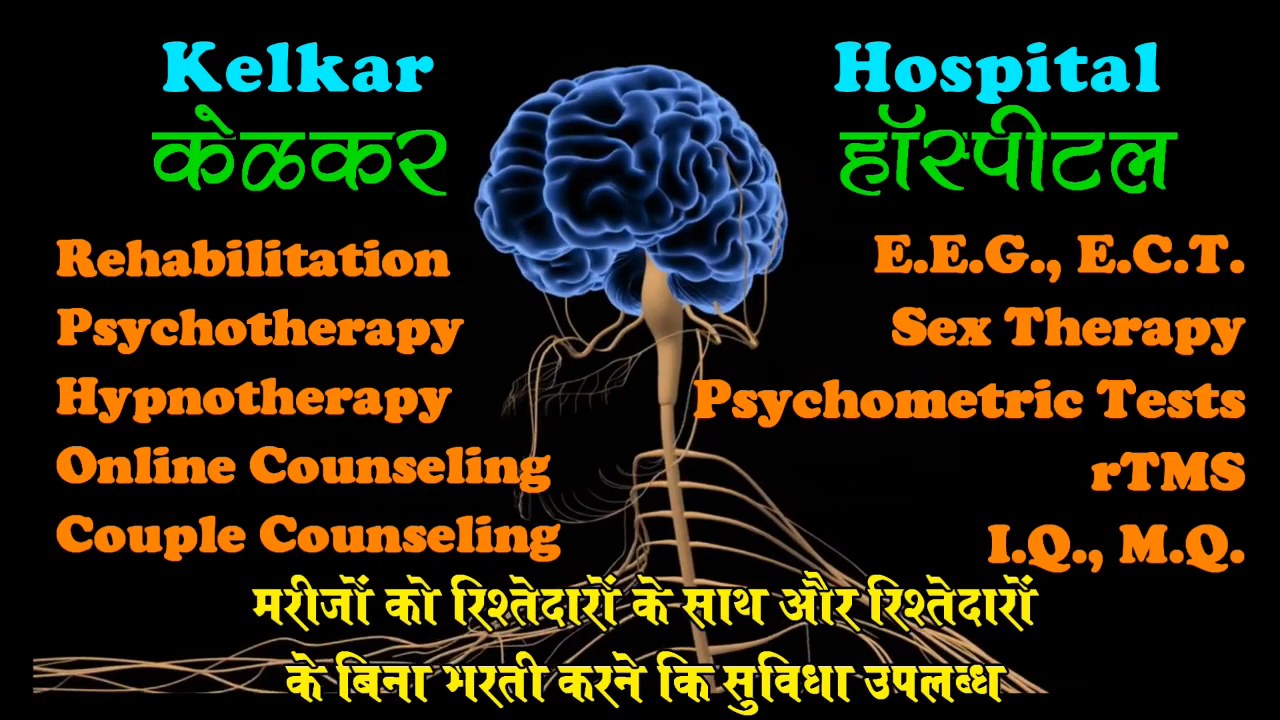 Kelkar Hospital
केळकर हॉस्पीटल
Rehabilitation
Psychotherapy
Hypnotherapy
Online Counseling
Couple Counseling
E.E.G., E.C.T.
Sex Therapy
Psychometric Tests
rTMS
I.Q., M.Q.
मरीजों को रिश्तेदारों के साथ और रिश्तेदारों
के बिना भरती करने कि सुविधा उपलब्ध